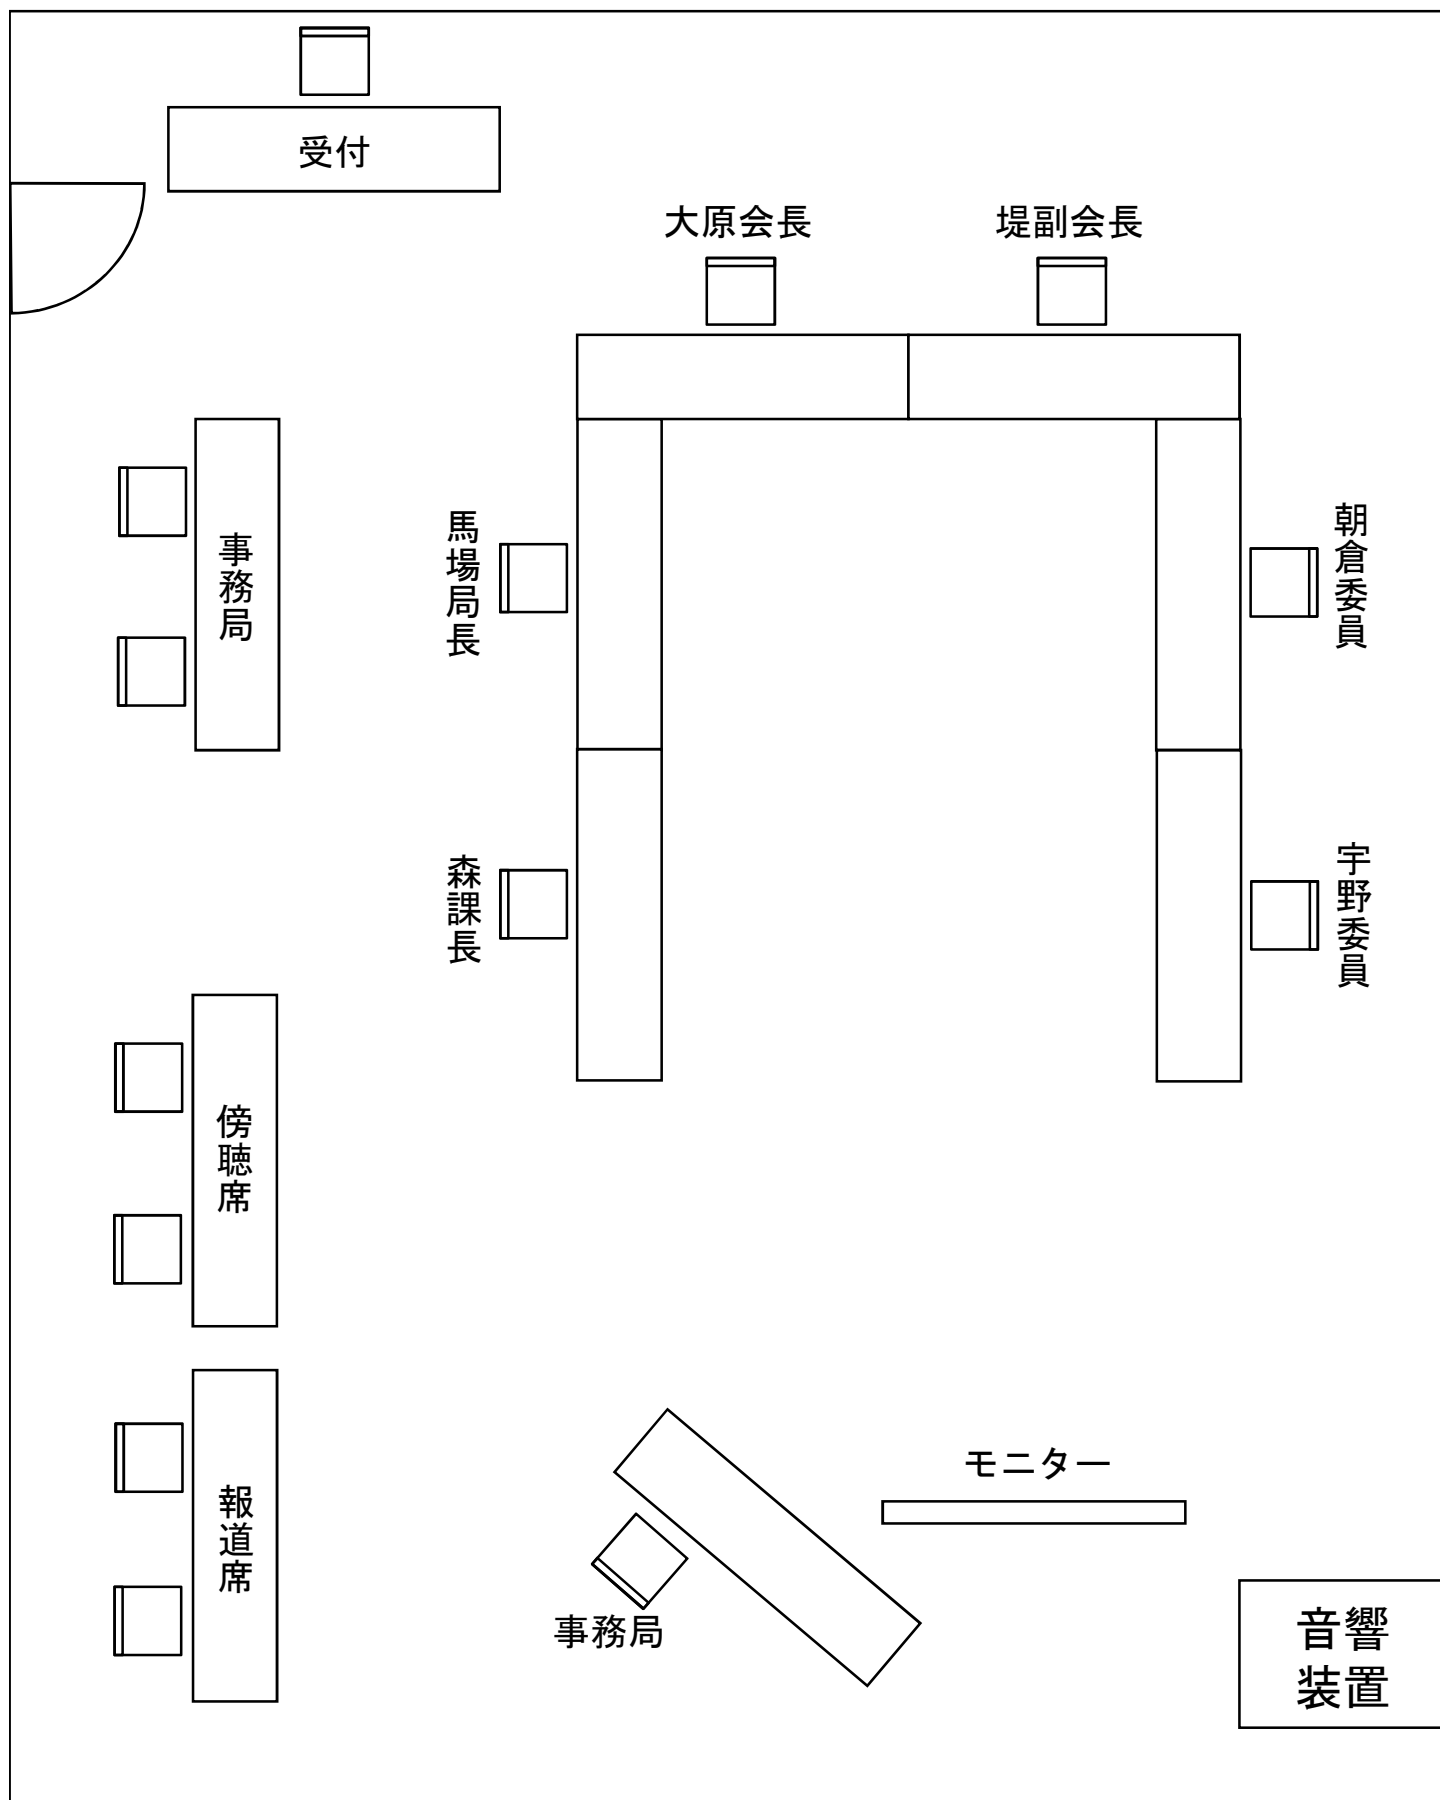 受付
大原会長
堤副会長
事務局
馬場局長
朝倉委員
森課長
宇野委員
傍聴席
報道席
モニター
事務局
音響
装置